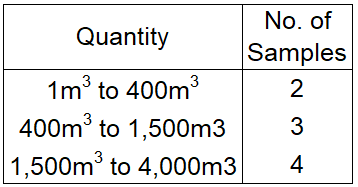 Quantity No. of Samples
1m³ to 400m³ 2
400m³ to 1,500m3 3
1,500m³ to 4,000m3 4